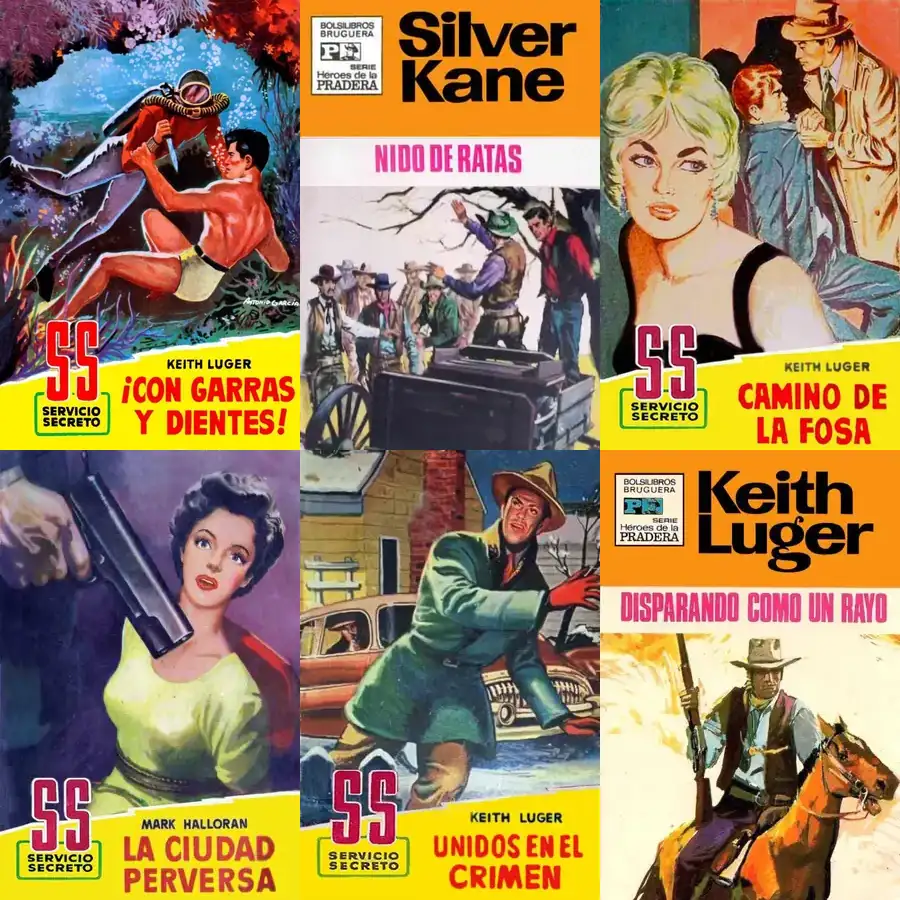 ANTONIO GARCIA
SS
SERVICIO
SECRETO
KEITH LUGER
¡CON GARRAS
Y DIENTES!
BOLSILIBROS
BRUGUERA
SERIE
Héroes de la
PRADERA
Silver
Kane
NIDO DE RATAS
SS
SERVICIO
SECRETO
KEITH LUGER
CAMINO DE
LA FOSA
SS
SERVICIO
SECRETO
MARK HALLORAN
LA CIUDAD
PERVERSA
SS
SERVICIO
SECRETO
KEITH LUGER
UNIDOS EN EL
CRIMEN
BOLSILIBROS
BRUGUERA
SERIE
Héroes de la
PRADERA
Keith
Luger
DISPARANDO COMO UN RAYO